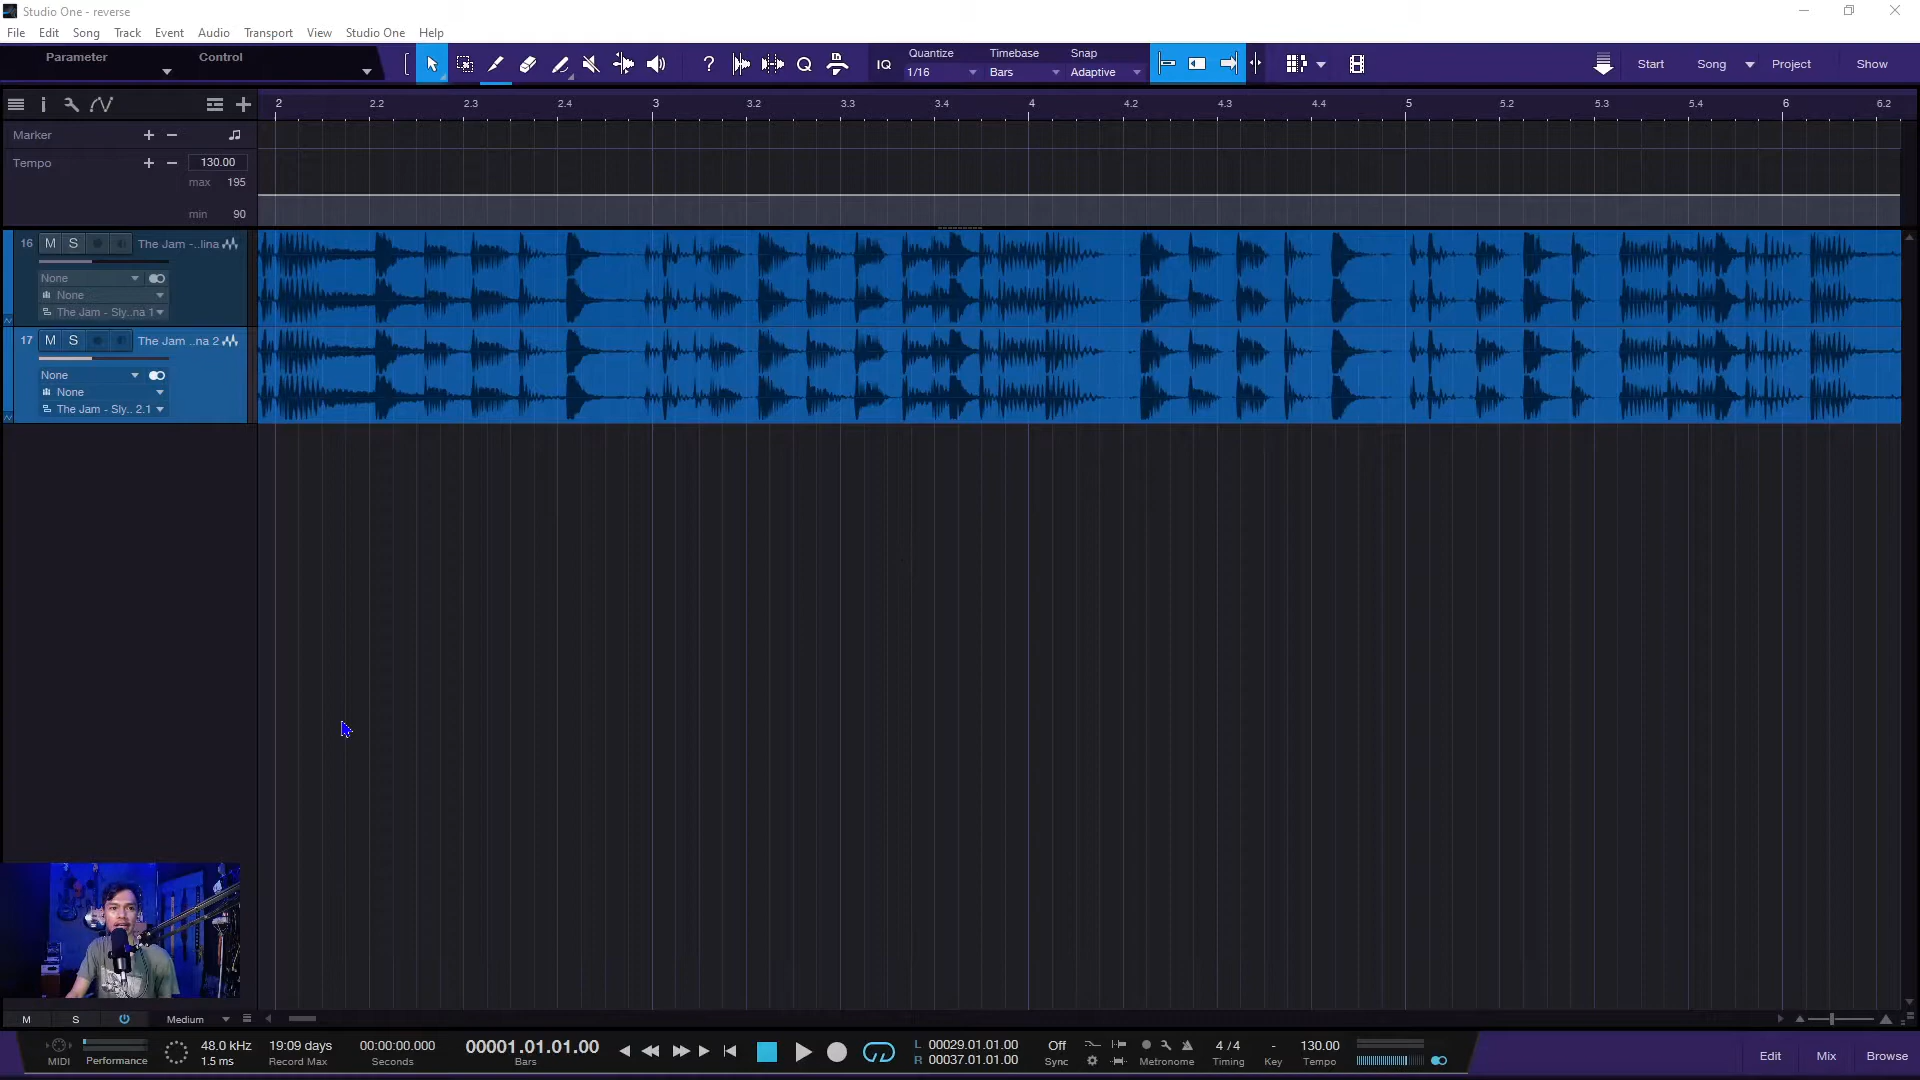 Studio One - reverse
File Edit Song Track Event Audio Transport View Studio One Help
Parameter Control
IQ
Quantize
1/16
Timebase
Bars
Snap
Adaptive
Start Song Project Show
2 2.2 2.3 2.4 3 3.2 3.3 3.4 4 4.2 4.3 4.4 5 5.2 5.3 5.4 6 6.2
Marker
Tempo 130.00
max 195
min 90
16 M S The Jam -..lina
None
None
The Jam - Sly..na 1
17 M S The Jam ..na 2
None
None
The Jam - Sly.. 2.1
M S Medium
MIDI
Performance
48.0 kHz
1.5 ms
19:09 days
Record Max
00:00:00.000
Seconds
00001.01.01.00
Bars
L 00029.01.01.00
R 00037.01.01.00
Off
Sync
Metronome
4 / 4
Timing
-
Key
130.00
Tempo
Edit Mix Browse